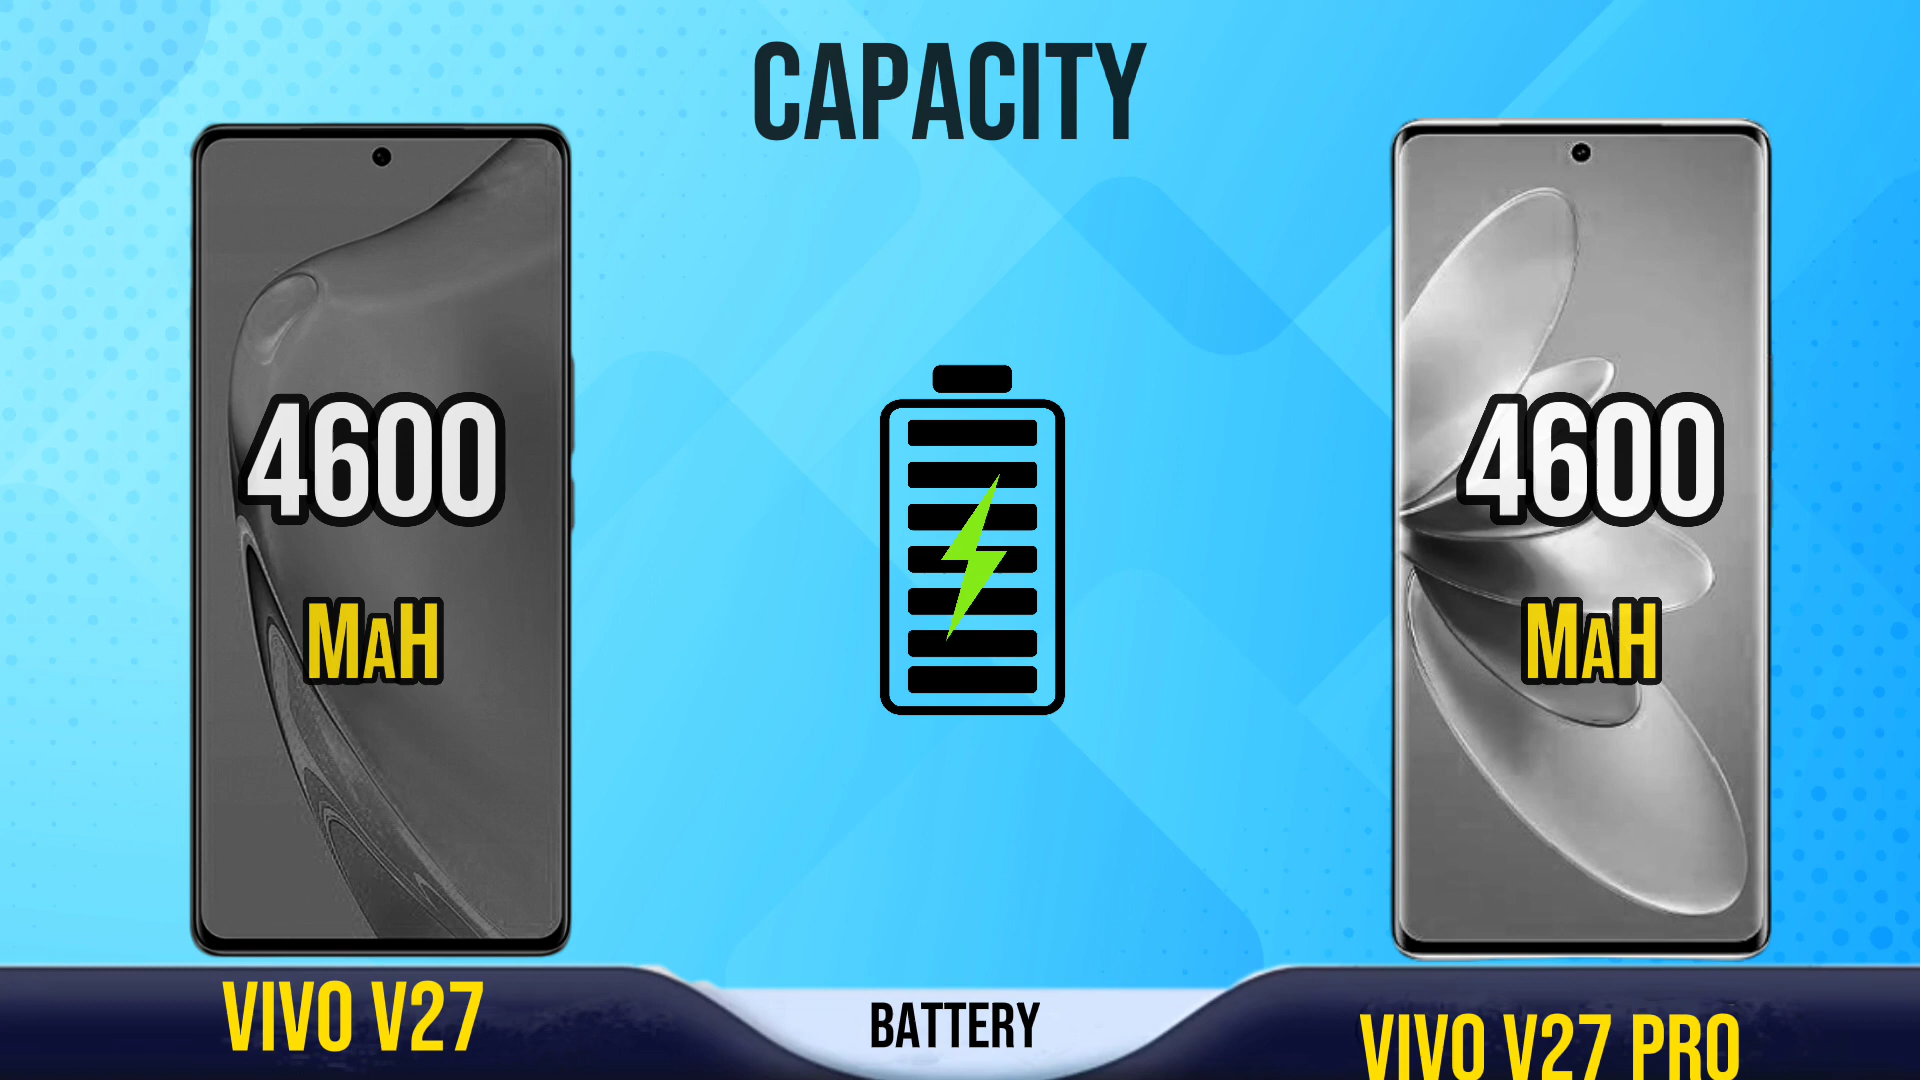 CAPACITY
4600
MAH
4600
MAH
VIVO V27
BATTERY
VIVO V27 PRO